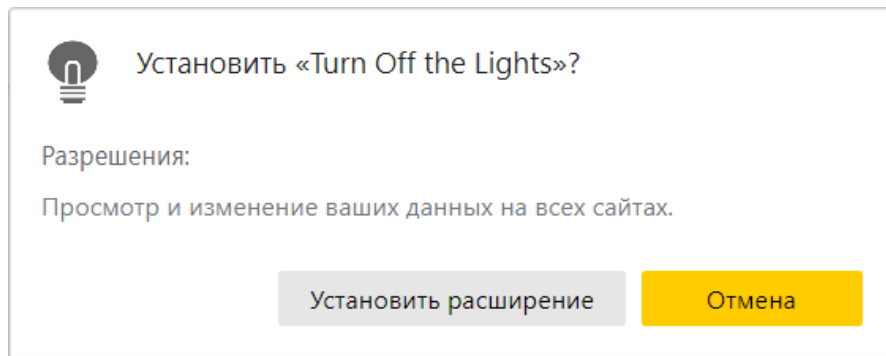 Установить «Turn Off the Lights»?
Разрешения:
Просмотр и изменение ваших данных на всех сайтах.
Установить расширение
Отмена